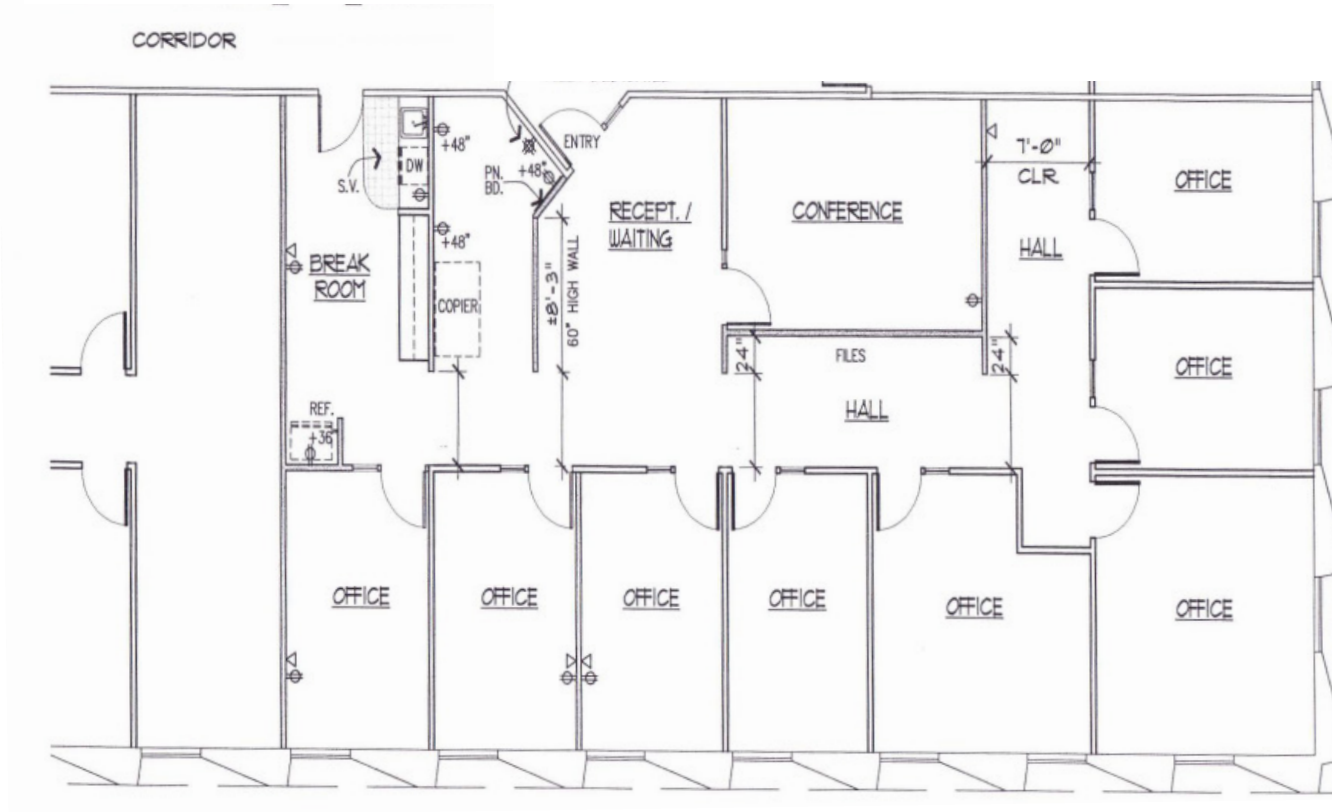 CORRIDOR
ENTRY
+48"
DW
S.V.
PN.
BD.
+48"
7'-0"
CLR
OFFICE
RECEPT. /
WAITING
CONFERENCE
+48"
HALL
BREAK
ROOM
COPIER
±8'-3"
60" HIGH WALL
24"
FILES
24"
OFFICE
HALL
REF.
+36"
OFFICE
OFFICE
OFFICE
OFFICE
OFFICE
OFFICE